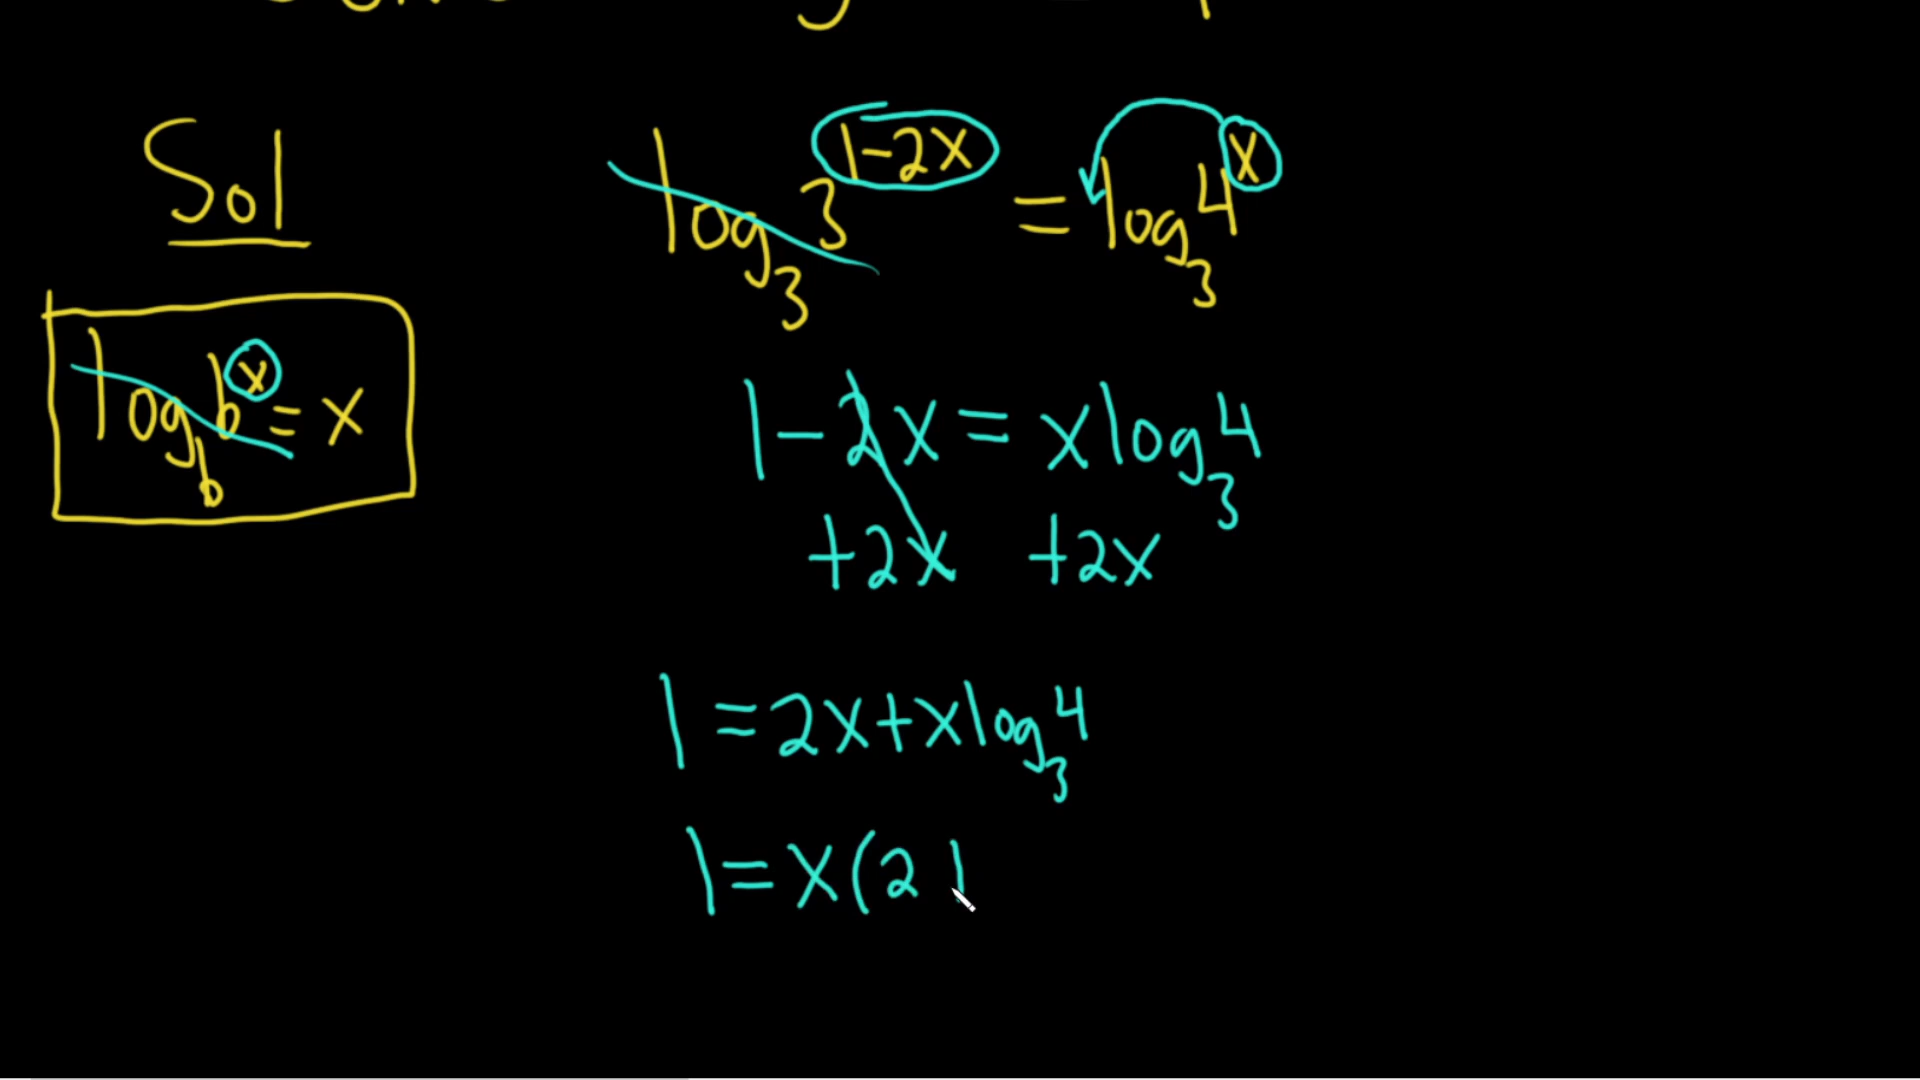 Sol
log_b b^x = x
log_3 3^(1-2x) = log_3 4^x
1-2x = x log_3 4
+2x +2x
1 = 2x+x log_3 4
1 = x(2 |